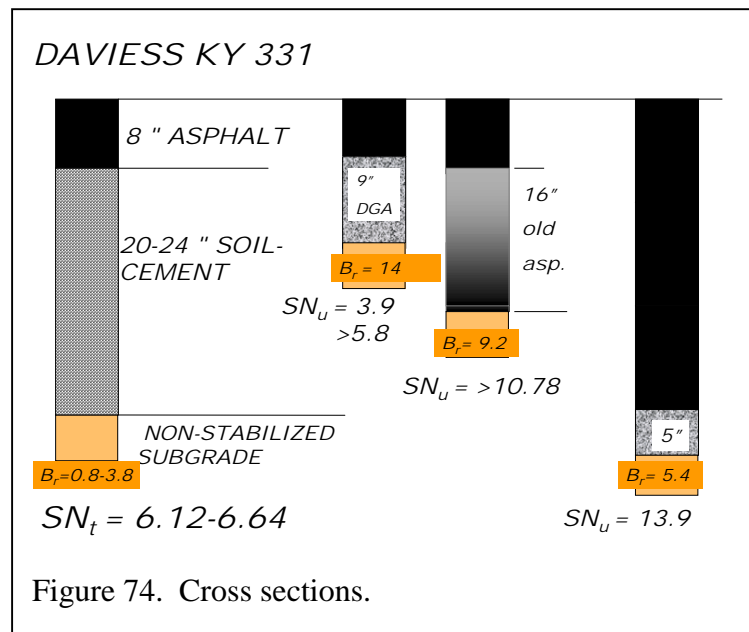 DAVIESS KY 331
8 " ASPHALT
20-24 " SOIL-
CEMENT
NON-STABILIZED
SUBGRADE
Br=0.8-3.8
SNt = 6.12-6.64
9"
DGA
Br = 14
SNu = 3.9
>5.8
16"
old
asp.
Br= 9.2
SNu = >10.78
5"
Br= 5.4
SNu = 13.9
Figure 74. Cross sections.